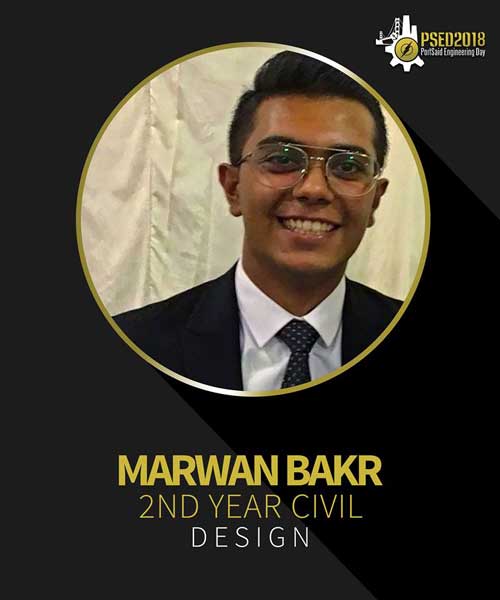 PSED2018
PortSaid Engineering Day
MARWAN BAKR
2ND YEAR CIVIL
DESIGN